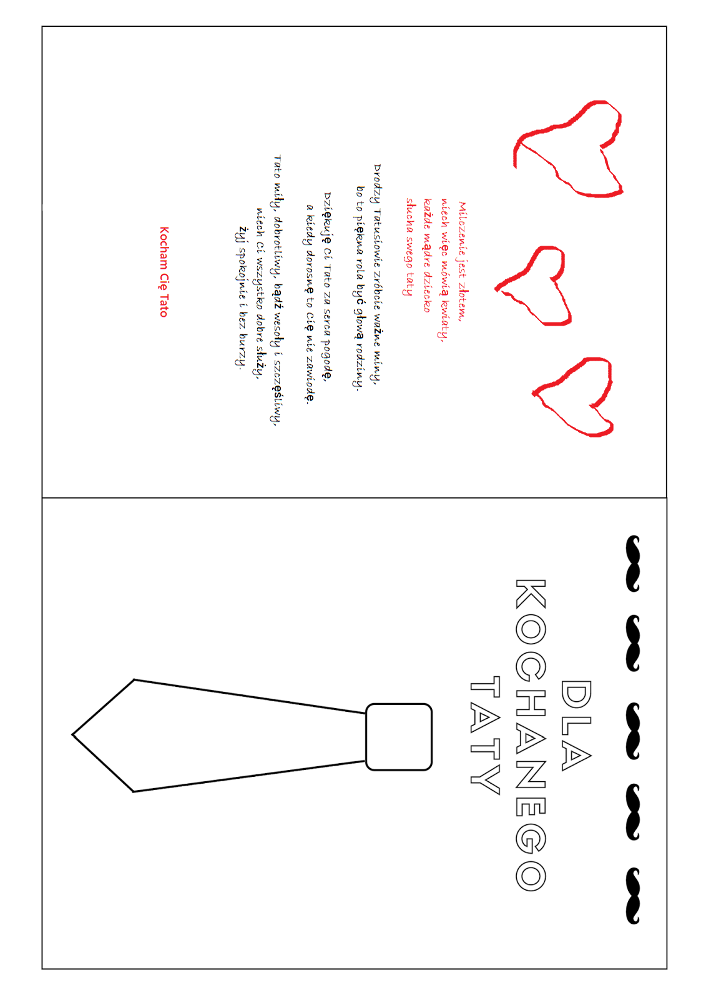 Milczenie jest złotem,
niech więc mówią kwiaty,
każde mądre dziecko
słucha swego taty
Drodzy Tatusiowie zróbcie ważne miny,
bo to piękna rola być głową rodziny.
Dziękuję Ci Tato za serca pogodę,
a kiedy dorosnę to Cię nie zawiodę.
Tato miły, dobrotliwy, bądź wesoły i szczęśliwy,
niech Ci wszystko dobre służy,
żyj spokojnie i bez burzy.
Kocham Cię Tato
DLA
KOCHANEGO
TATY